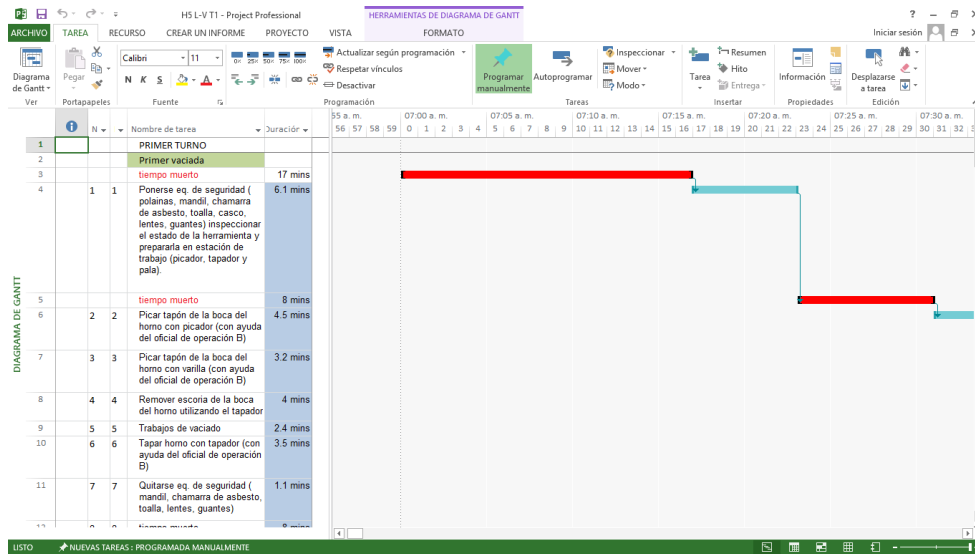 H5 L-V T1 - Project Professional
HERRAMIENTAS DE DIAGRAMA DE GANTT
ARCHIVO TAREA RECURSO CREAR UN INFORME PROYECTO VISTA FORMATO
Iniciar sesión
Diagrama de Gantt
Ver
Pegar
Portapapeles
Calibri 11
N K S
Fuente
0× 25× 50× 75× 100×
Actualizar según programación
Respetar vínculos
Desactivar
Programación
Programar manualmente
Autoprogramar
Inspeccionar
Mover
Modo
Tareas
Tarea
Resumen
Hito
Entrega
Insertar
Información
Propiedades
Desplazarse a tarea
Edición
DIAGRAMA DE GANTT
N Nombre de tarea Duración
55 a. m. 07:00 a. m. 07:05 a. m. 07:10 a. m. 07:15 a. m. 07:20 a. m. 07:25 a. m. 07:30 a. m.
56 57 58 59 0 1 2 3 4 5 6 7 8 9 10 11 12 13 14 15 16 17 18 19 20 21 22 23 24 25 26 27 28 29 30 31 32
1 PRIMER TURNO
2 Primer vaciada
3 tiempo muerto 17 mins
4 1 1 Ponerse eq. de seguridad ( 6.1 mins
polainas, mandil, chamarra
de asbesto, toalla, casco,
lentes, guantes) inspeccionar
el estado de la herramienta y
prepararla en estación de
trabajo (picador, tapador y
pala).
5 tiempo muerto 8 mins
6 2 2 Picar tapón de la boca del 4.5 mins
horno con picador (con ayuda
del oficial de operación B)
7 3 3 Picar tapón de la boca del 3.2 mins
horno con varilla (con ayuda
del oficial de operación B)
8 4 4 Remover escoria de la boca 4 mins
del horno utilizando el tapador
9 5 5 Trabajos de vaciado 2.4 mins
10 6 6 Tapar horno con tapador (con 3.5 mins
ayuda del oficial de operación
B)
11 7 7 Quitarse eq. de seguridad ( 1.1 mins
mandil, chamarra de asbesto,
toalla, lentes, guantes)
LISTO NUEVAS TAREAS : PROGRAMADA MANUALMENTE